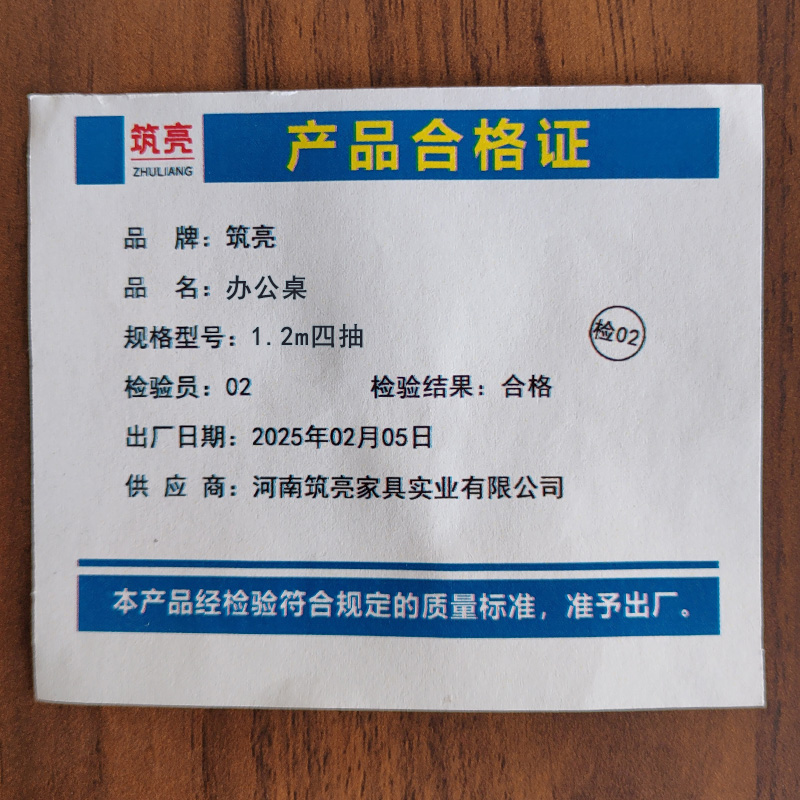 筑亮
ZHULIANG
产品合格证
品 牌：筑亮
品 名：办公桌
规格型号：1.2m四抽
检02
检验员：02 检验结果：合格
出厂日期：2025年02月05日
供 应 商：河南筑亮家具实业有限公司
本产品经检验符合规定的质量标准，准予出厂。